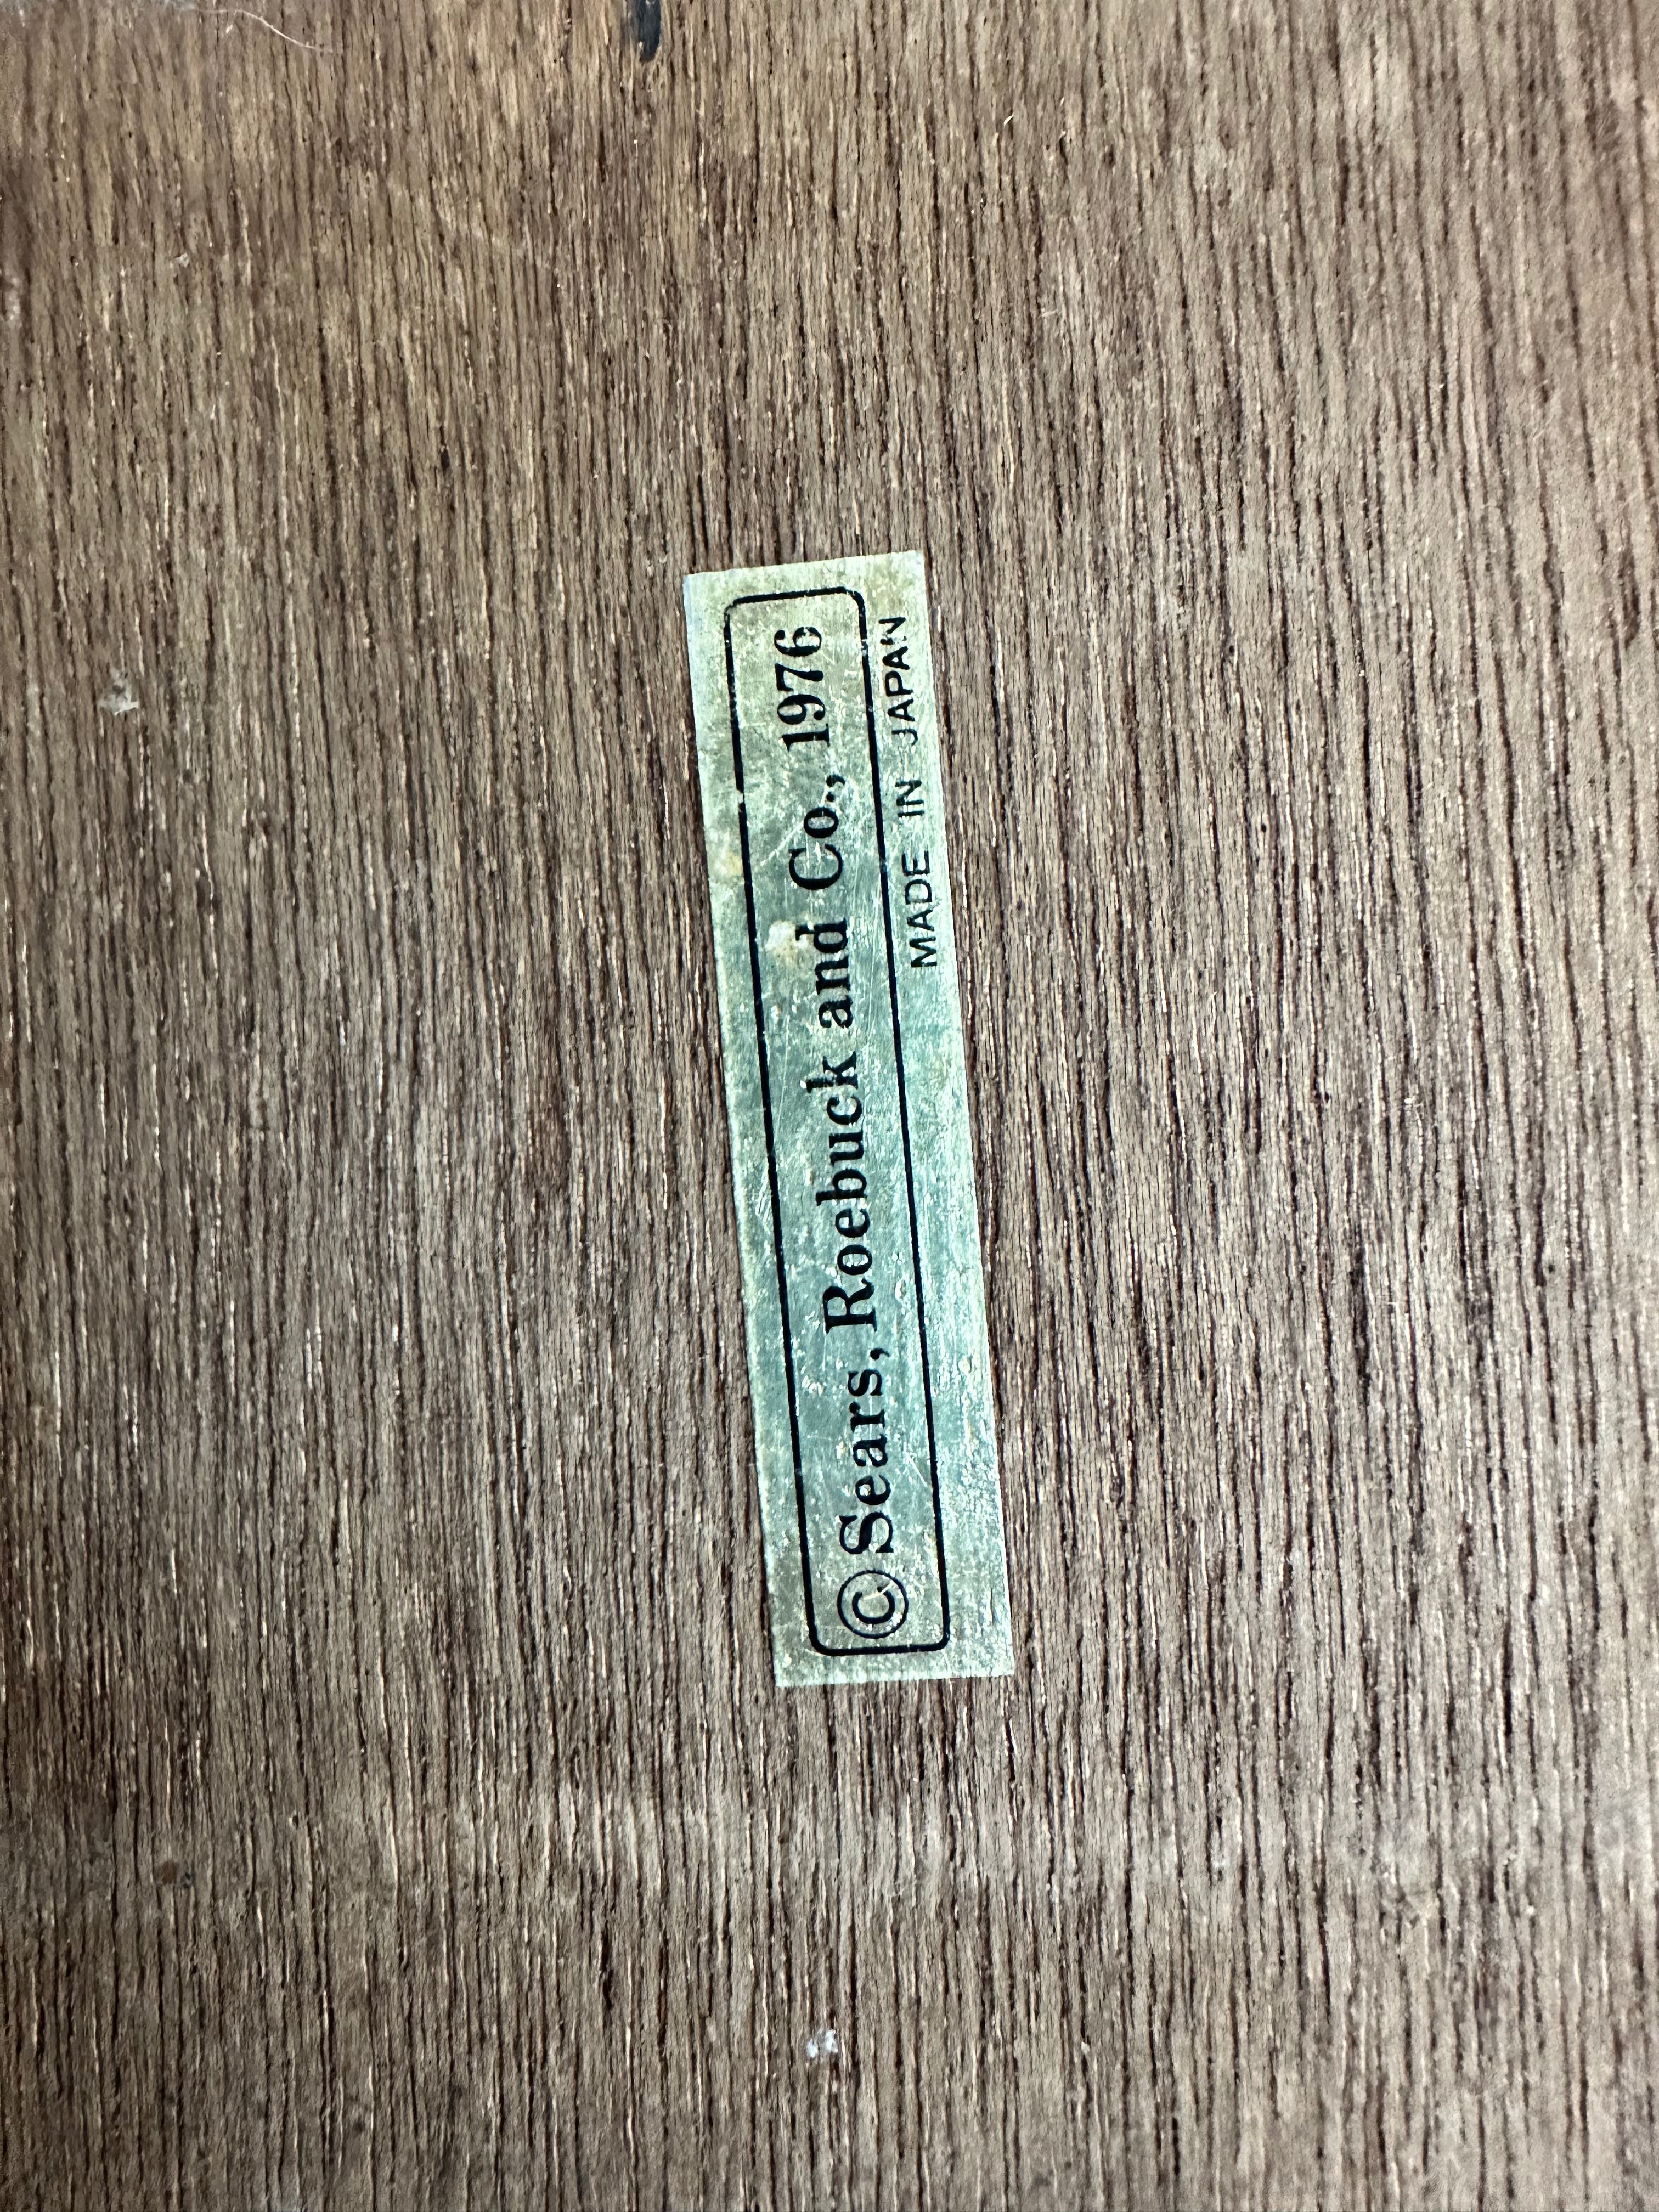 © Sears, Roebuck and Co., 1976
MADE IN JAPAN